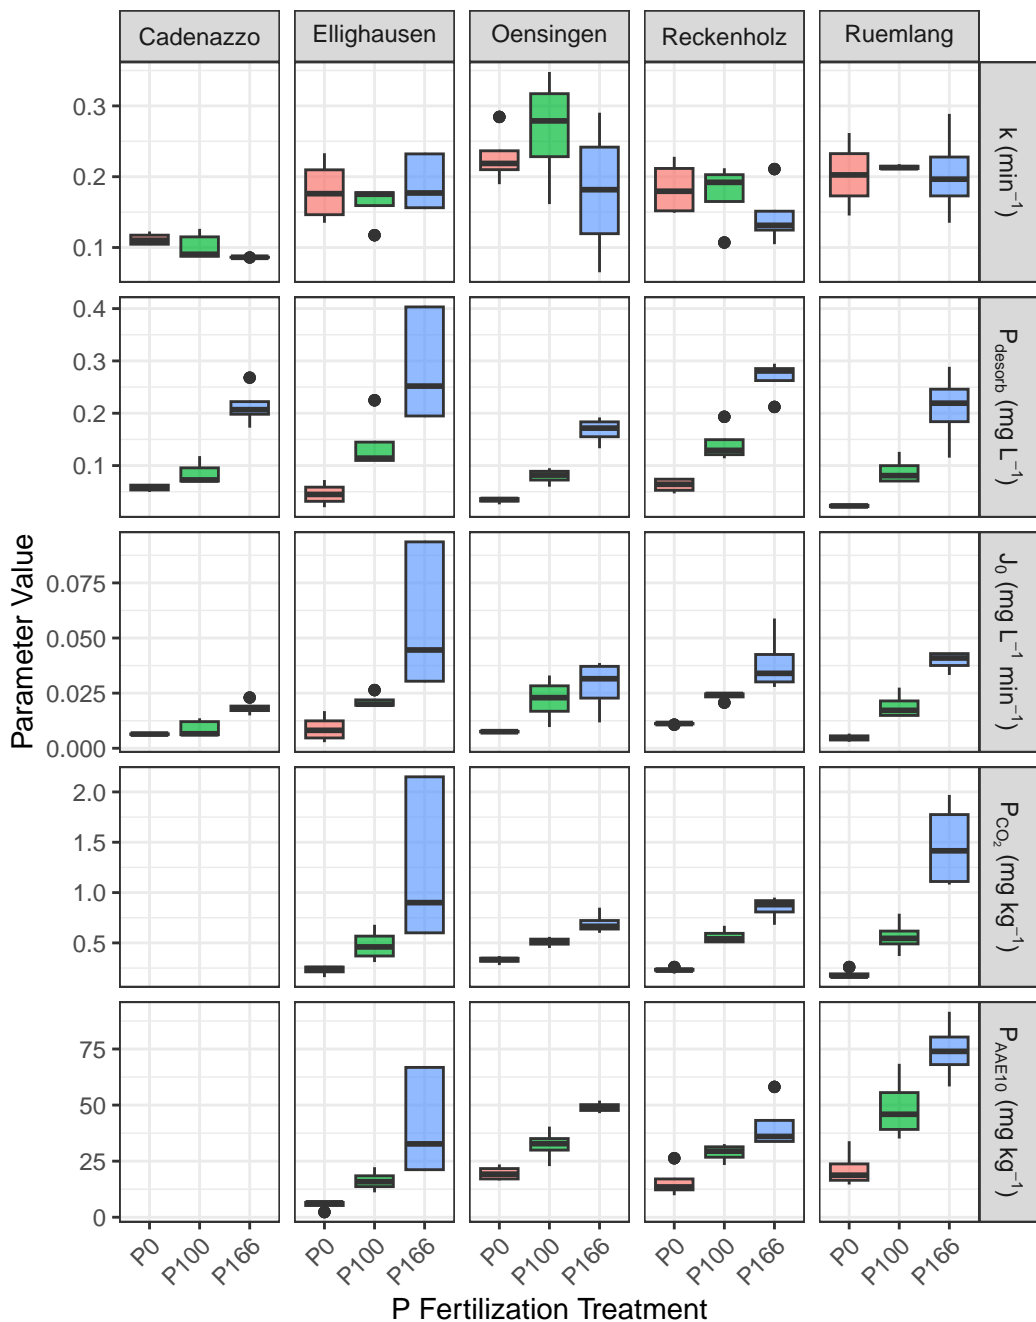 Cadenazzo Ellighausen Oensingen Reckenholz Ruemlang
k (min⁻¹)
0.3
0.2
0.1
P_desorb (mg L⁻¹)
0.4
0.3
0.2
0.1
J₀ (mg L⁻¹ min⁻¹)
0.075
0.050
0.025
0.000
P_CO₂ (mg kg⁻¹)
2.0
1.5
1.0
0.5
P_AAE10 (mg kg⁻¹)
75
50
25
0
Parameter Value
P0 P100 P166 P0 P100 P166 P0 P100 P166 P0 P100 P166 P0 P100 P166
P Fertilization Treatment